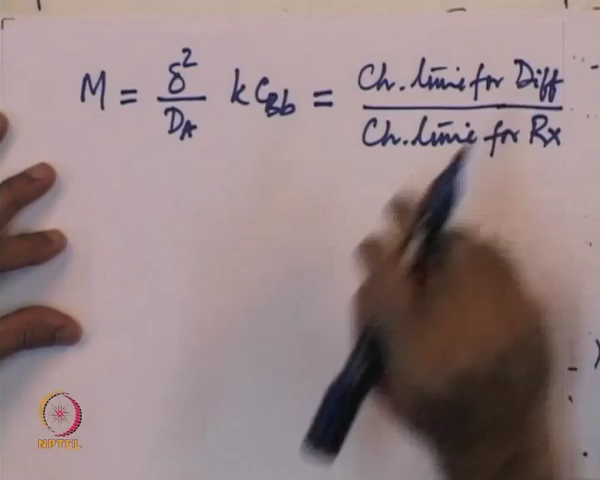 M = δ²/D_A k C_Bb = Ch. time for Diff / Ch. time for Rx
NPTEL